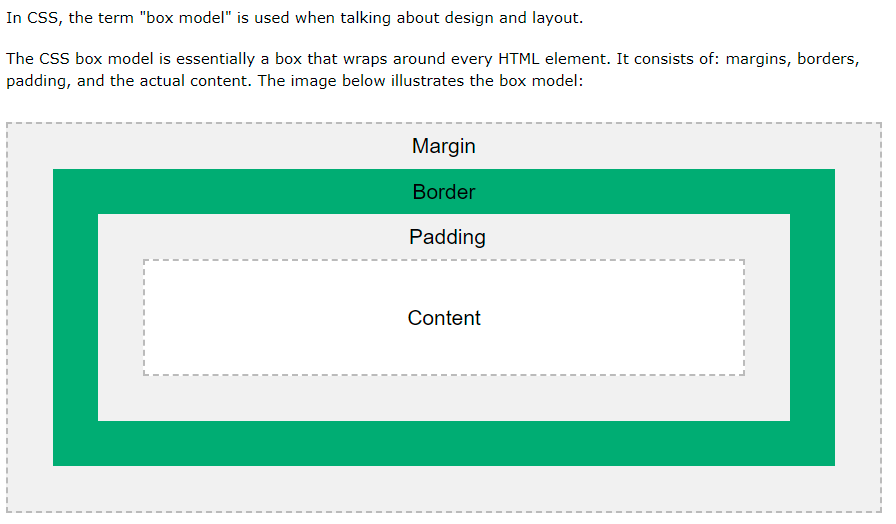 In CSS, the term "box model" is used when talking about design and layout.
The CSS box model is essentially a box that wraps around every HTML element. It consists of: margins, borders,
padding, and the actual content. The image below illustrates the box model:
Margin
Border
Padding
Content